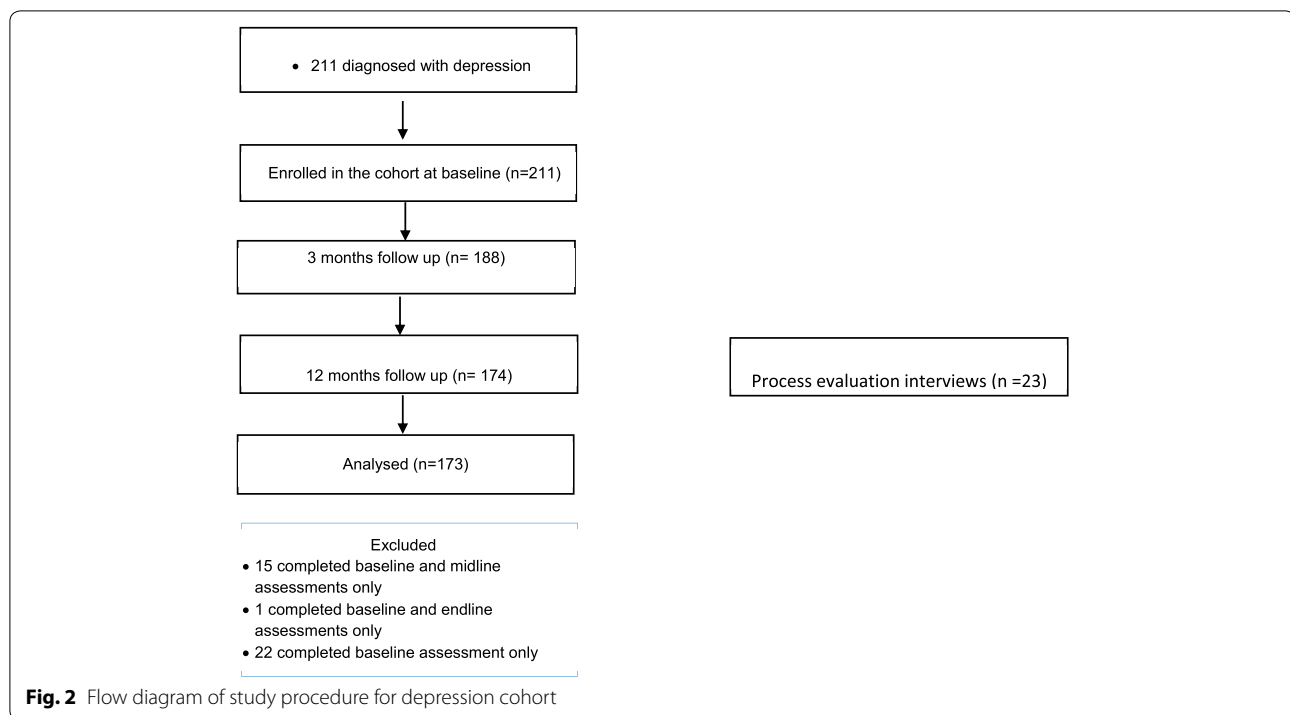 • 211 diagnosed with depression
Enrolled in the cohort at baseline (n=211)
3 months follow up (n= 188)
12 months follow up (n= 174)
Process evaluation interviews (n =23)
Analysed (n=173)
Excluded
• 15 completed baseline and midline
assessments only
• 1 completed baseline and endline
assessments only
• 22 completed baseline assessment only
Fig. 2 Flow diagram of study procedure for depression cohort